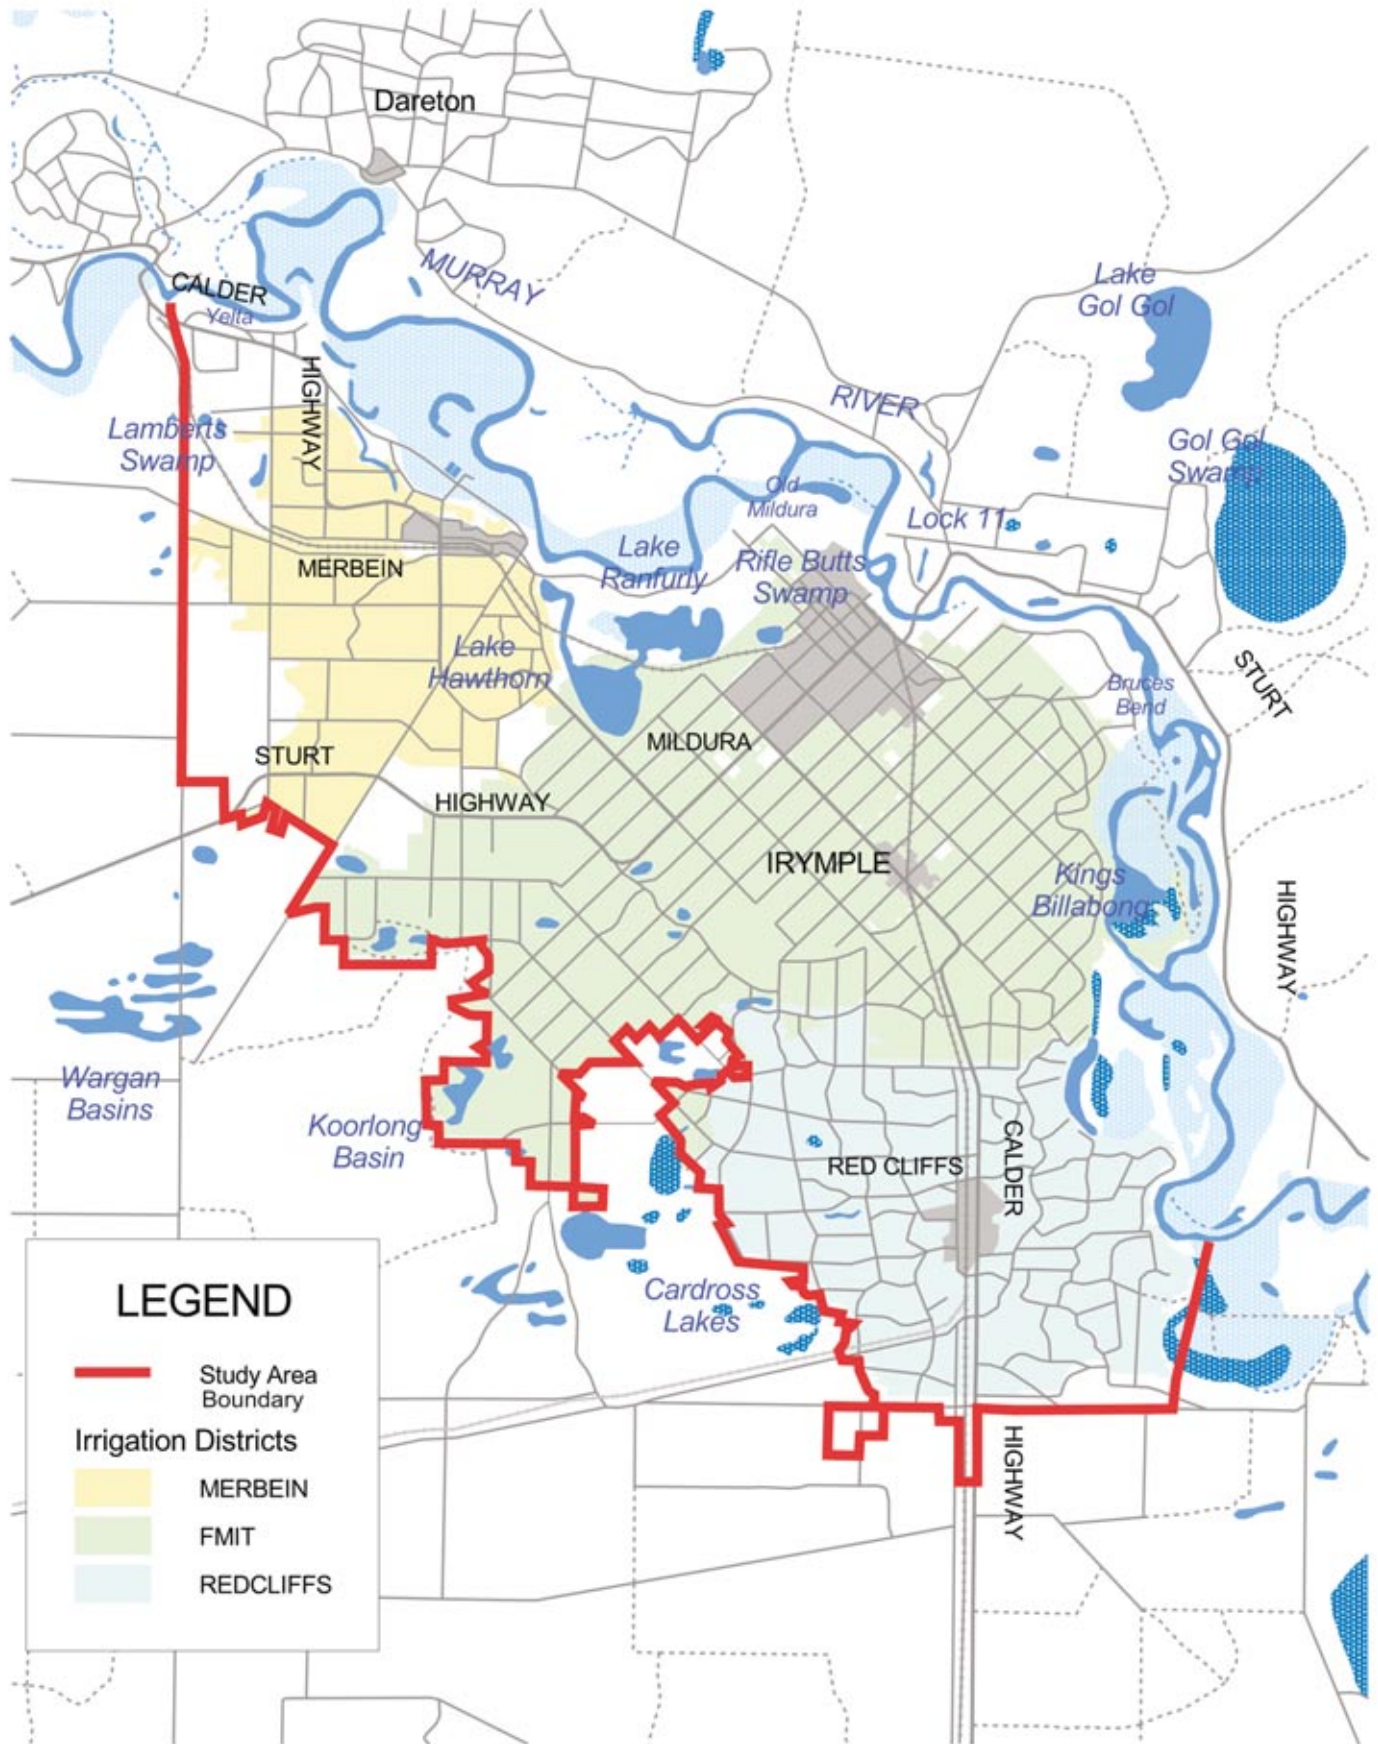 Dareton
MURRAY
Lake
Gol Gol
CALDER
Yelta
HIGHWAY
RIVER
Lamberts
Swamp
Gol Gol
Swamp
Old
Mildura
Lock 11
Lake
Ranfurly
Rifle Butts
Swamp
MERBEIN
Lake
Hawthorn
STURT
Bruces
Bend
MILDURA
STURT
HIGHWAY
IRYMPLE
Kings
Billabong
HIGHWAY
Wargan
Basins
Koorlong
Basin
CALDER
RED CLIFFS
Cardross
Lakes
HIGHWAY
LEGEND
Study Area
Boundary
Irrigation Districts
MERBEIN
FMIT
REDCLIFFS